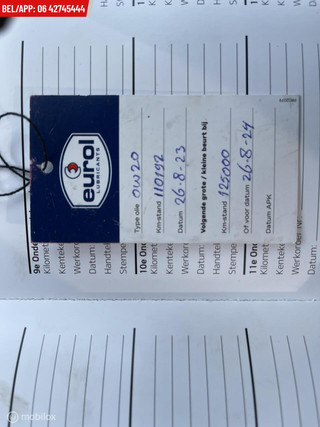 BEL/APP: 06 42745444
eurol
LUBRICANTS
Type olie 0W20
Km-stand 110192
Datum 26-8-23
Volgende grote / kleine beurt bij
Km-stand 125000
Of voor datum 26-8-24
Datum APK
9e Onde
Kilomet
Kenteke
Werkor
Datum:
Handtel
Stempe
10e On
Kilomet
Kenteke
Werkor
Datum
Handte
Stempe
11e On
Kilomet
Kenteke
Werkor
Datum:
mobilox